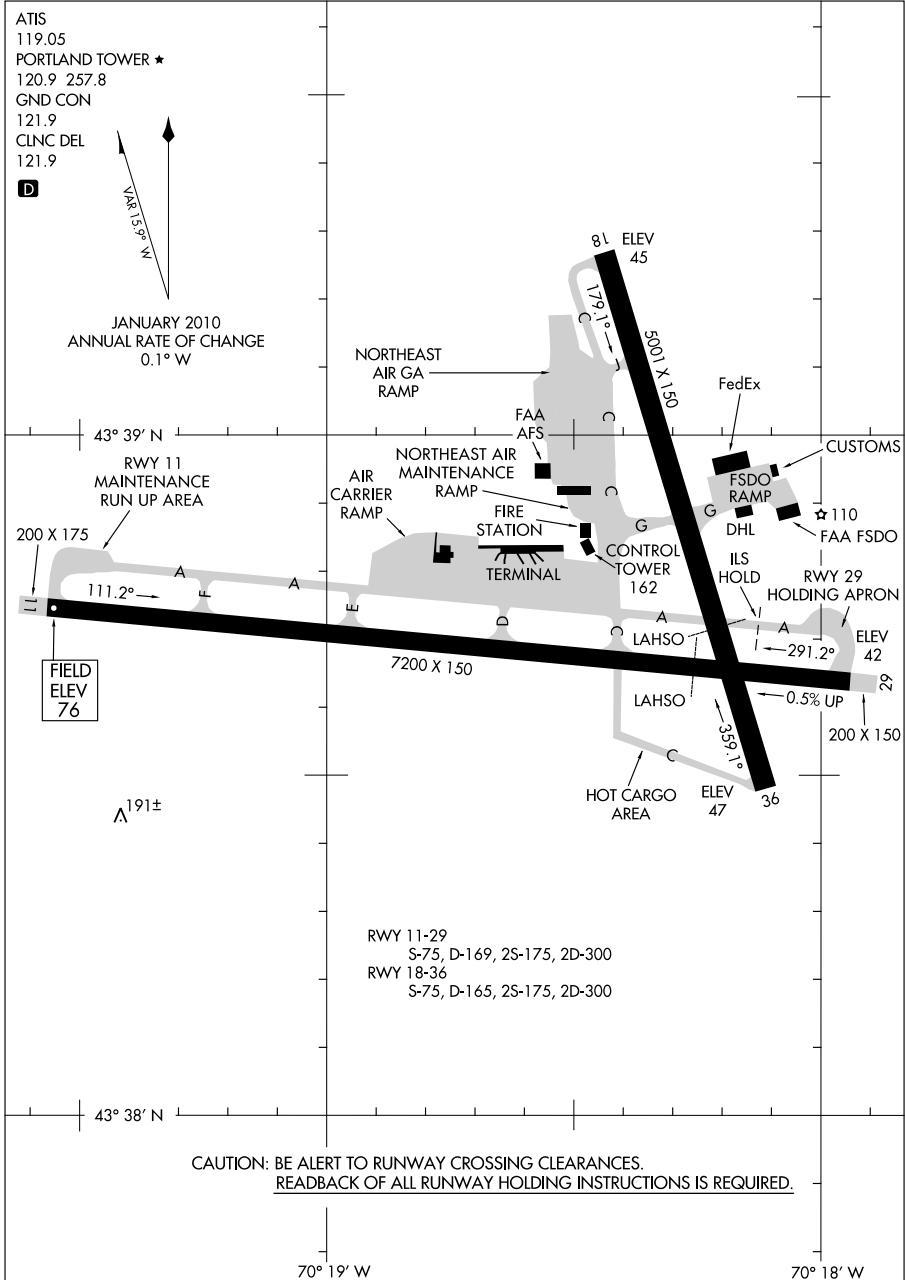 ATIS
119.05
PORTLAND TOWER ★
120.9 257.8
GND CON
121.9
CLNC DEL
121.9
D
VAR 15.9° W
JANUARY 2010
ANNUAL RATE OF CHANGE
0.1° W
18
ELEV
45
179.1°
C
J
5001 X 150
NORTHEAST
AIR GA
RAMP
C
FedEx
43° 39' N
FAA
AFS
CUSTOMS
RWY 11
MAINTENANCE
RUN UP AREA
AIR
CARRIER
RAMP
NORTHEAST AIR
MAINTENANCE
RAMP
C
FSDO
RAMP
G
G
DHL
110
FAA FSDO
FIRE
STATION
200 X 175
TERMINAL
CONTROL
TOWER
162
ILS
HOLD
RWY 29
HOLDING APRON
A
A
11
111.2°
F
E
D
C
A
LAHSO
A
291.2°
ELEV
42
29
FIELD
ELEV
76
7200 X 150
LAHSO
0.5% UP
200 X 150
359.1°
C
HOT CARGO
AREA
ELEV
47
36
191±
RWY 11-29
S-75, D-169, 2S-175, 2D-300
RWY 18-36
S-75, D-165, 2S-175, 2D-300
43° 38' N
CAUTION: BE ALERT TO RUNWAY CROSSING CLEARANCES.
READBACK OF ALL RUNWAY HOLDING INSTRUCTIONS IS REQUIRED.
70° 19' W
70° 18' W